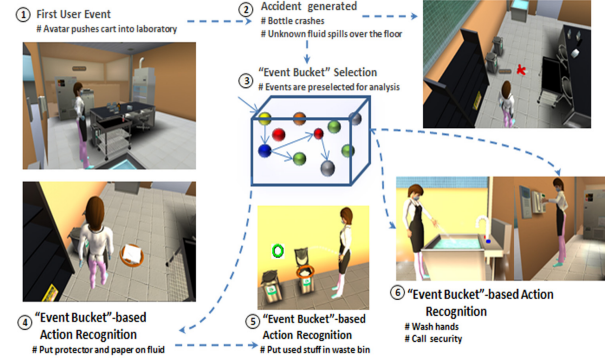 ① First User Event
# Avatar pushes cart into laboratory
② Accident generated
# Bottle crashes
# Unknown fluid spills over the floor
③ “Event Bucket” Selection
# Events are preselected for analysis
④ “Event Bucket”-based
Action Recognition
# Put protector and paper on fluid
⑤ “Event Bucket”-based
Action Recognition
# Put used stuff in waste bin
⑥ “Event Bucket”-based Action
Recognition
# Wash hands
# Call security